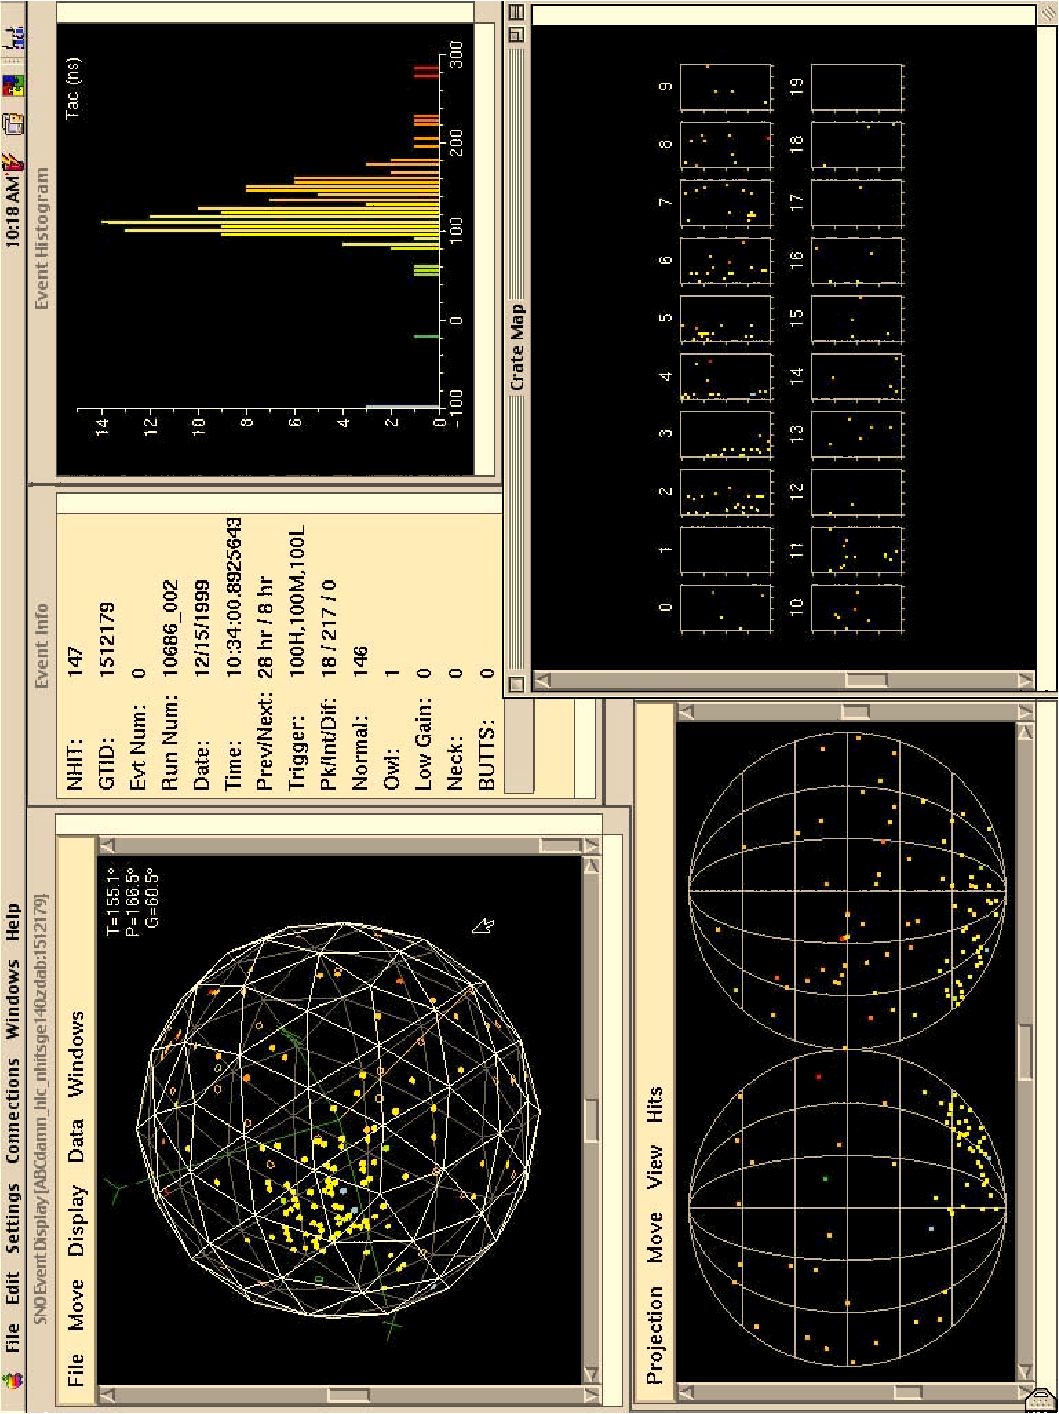 File Edit Settings Connections Windows Help
10:18 AM
SNO Event Display [ABCdamn_hlc_nhitsge140.zdab:1512179]
File Move Display Data Windows
T=155.1°
P=166.5°
G=60.5°
Event Info
NHIT: 147
GTID: 1512179
Evt Num: 0
Run Num: 10686_002
Date: 12/15/1999
Time: 10:34:00.8925643
Prev/Next: 28 hr / 8 hr
Trigger: 100H,100M,100L
Pk/Int/Dif: 18 / 217 / 0
Normal: 146
Owl: 1
Low Gain: 0
Neck: 0
BUTTS: 0
Event Histogram
Tac (ns)
14
12
10
8
6
4
2
0
-100 0 100 200 300
Projection Move View Hits
Crate Map
0 1 2 3 4 5 6 7 8 9
10 11 12 13 14 15 16 17 18 19